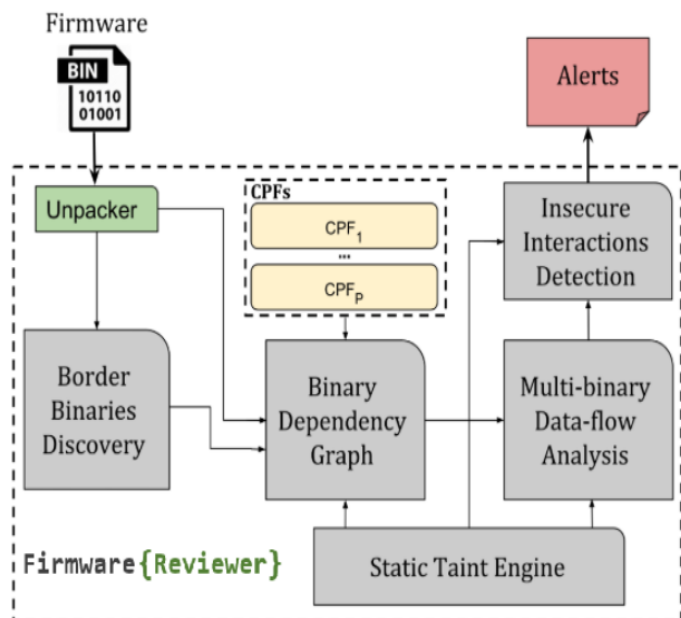 Firmware
BIN
10110
01001
Alerts
Unpacker
CPFs
CPF1
...
CPFP
Insecure
Interactions
Detection
Border
Binaries
Discovery
Binary
Dependency
Graph
Multi-binary
Data-flow
Analysis
Firmware{Reviewer}
Static Taint Engine